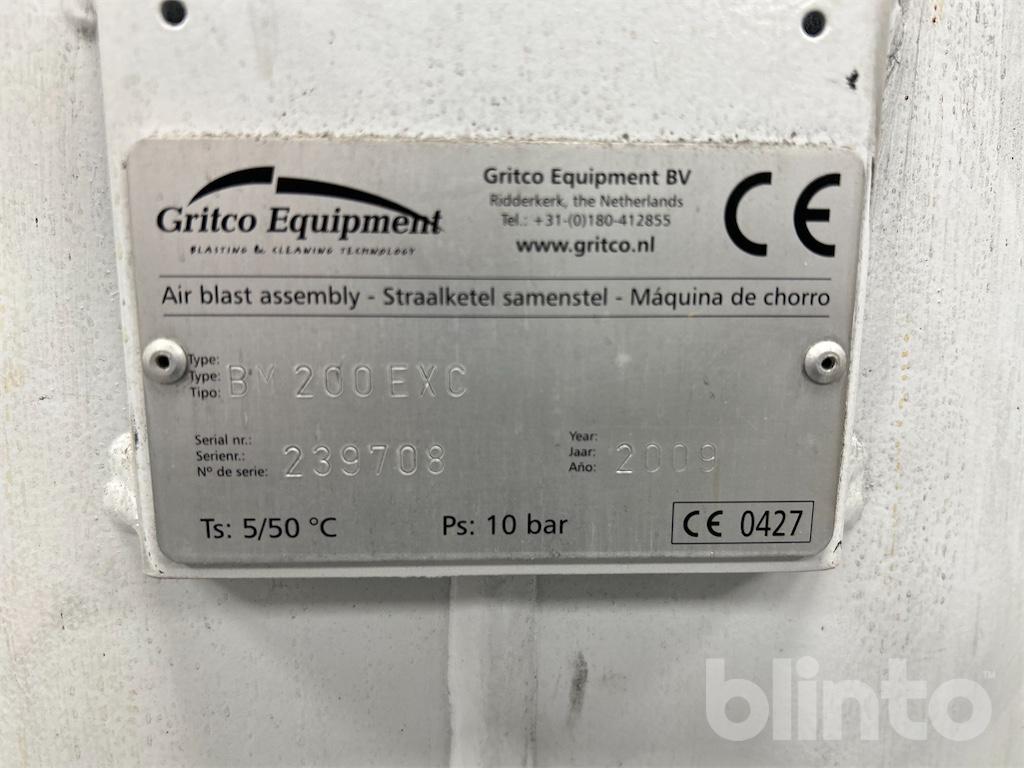 Gritco Equipment
BLASTING & CLEANING TECHNOLOGY
Gritco Equipment BV
Ridderkerk, the Netherlands
Tel.: +31-(0)180-412855
www.gritco.nl
CE
Air blast assembly - Straalketel samenstel - Máquina de chorro
Type:
Type:
Tipo:
BM 200 EXC
Serial nr.:
Serienr.:
Nº de serie:
239708
Year:
Jaar:
Año:
2009
Ts: 5/50 °C
Ps: 10 bar
CE 0427
blinto™